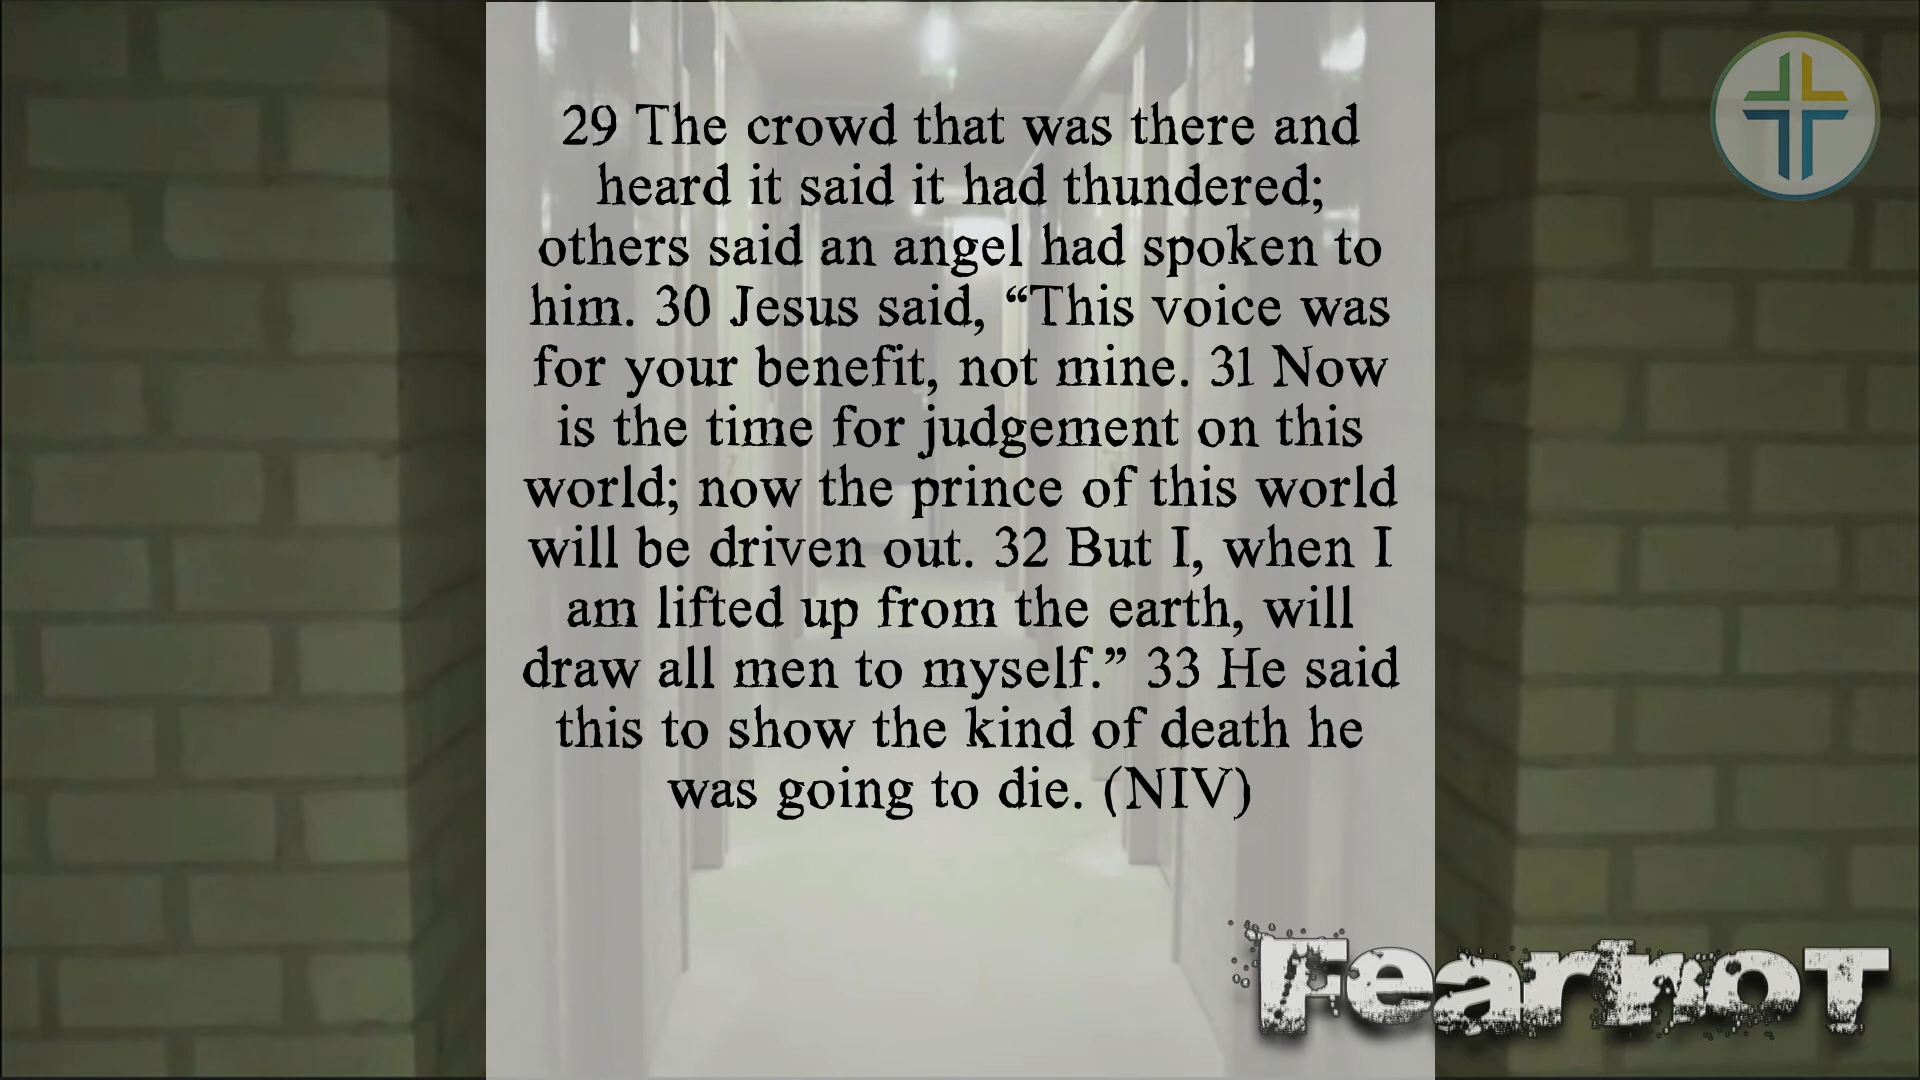 29 The crowd that was there and
heard it said it had thundered;
others said an angel had spoken to
him. 30 Jesus said, “This voice was
for your benefit, not mine. 31 Now
is the time for judgement on this
world; now the prince of this world
will be driven out. 32 But I, when I
am lifted up from the earth, will
draw all men to myself.” 33 He said
this to show the kind of death he
was going to die. (NIV)
Fear not